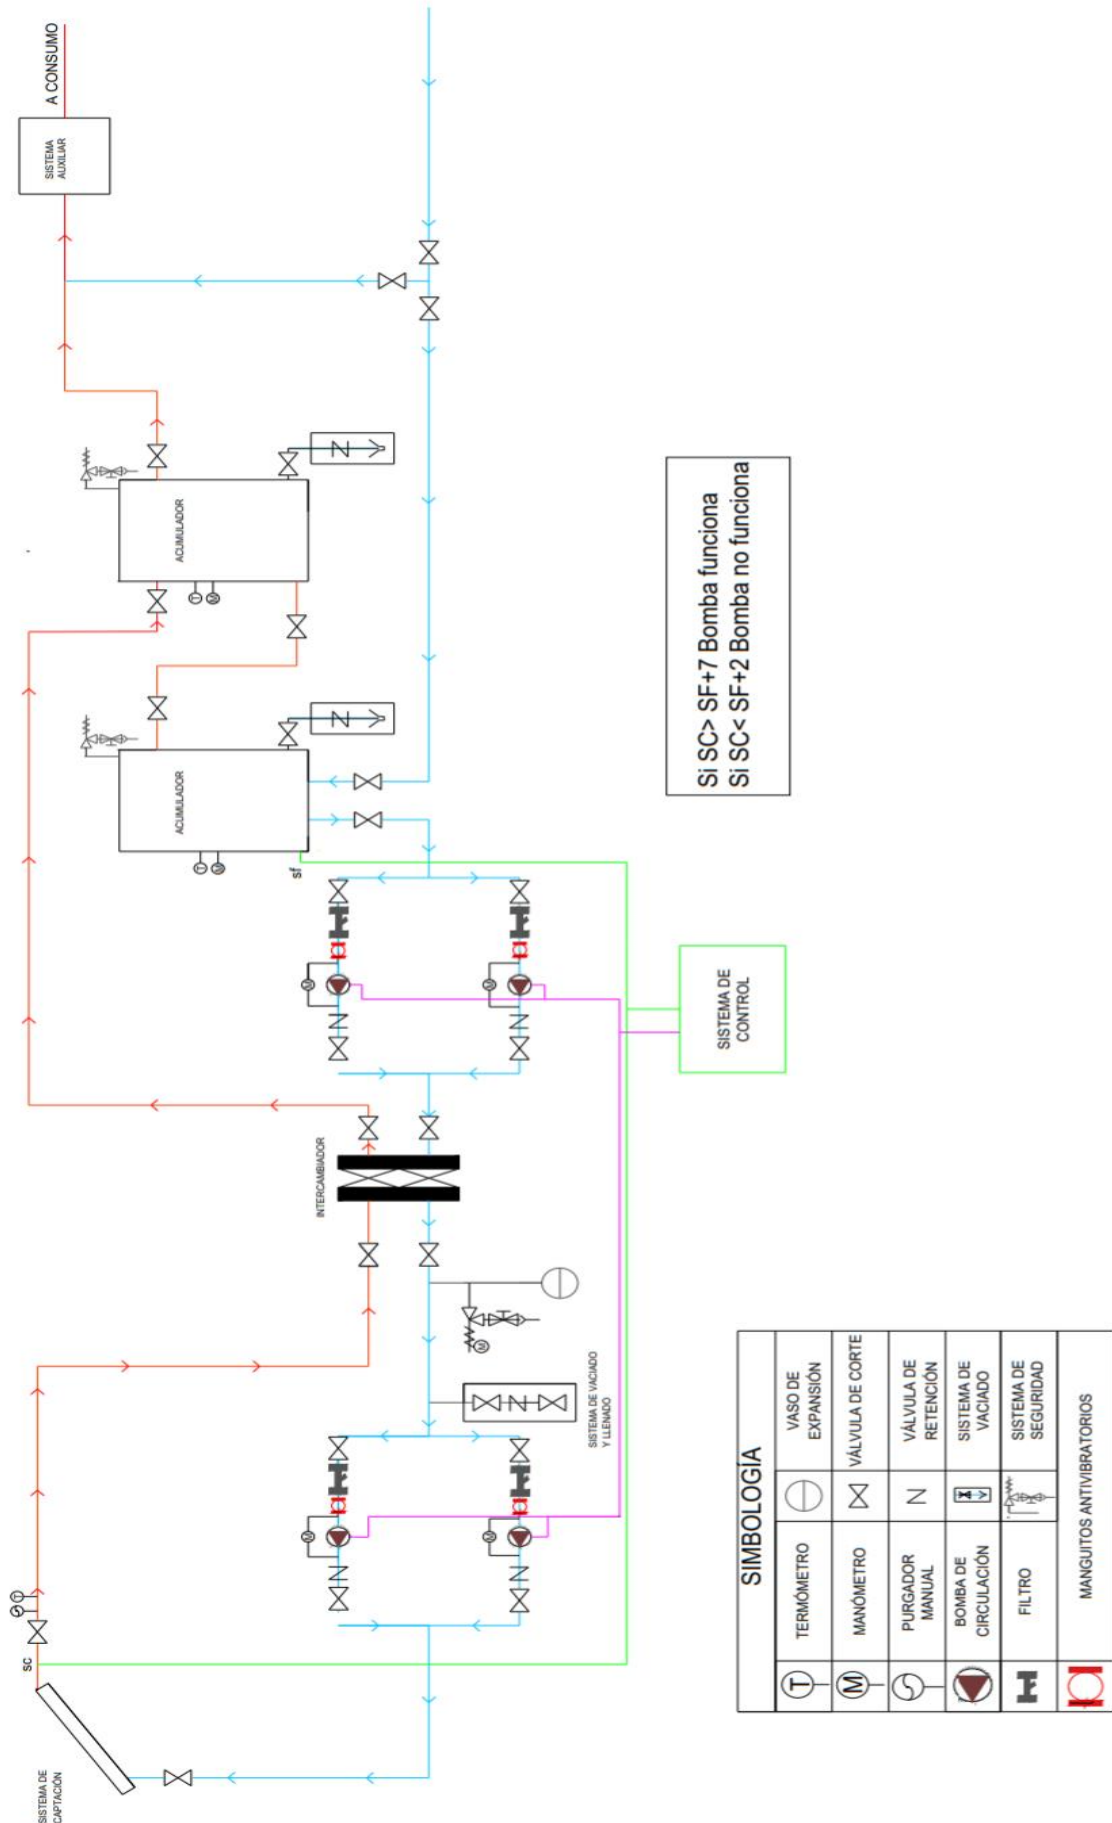 SISTEMA DE
CAPTACIÓN
sc
T
SISTEMA DE VACIADO
Y LLENADO
M
M
M
INTERCAMBIADOR
M
M
sf
T
M
ACUMULADOR
T
M
ACUMULADOR
SISTEMA
AUXILIAR
A CONSUMO
SISTEMA DE
CONTROL
Si SC> SF+7 Bomba funciona
Si SC< SF+2 Bomba no funciona
SIMBOLOGÍA
T
TERMÓMETRO
VASO DE
EXPANSIÓN
M
MANÓMETRO
VÁLVULA DE CORTE
PURGADOR
MANUAL
VÁLVULA DE
RETENCIÓN
BOMBA DE
CIRCULACIÓN
SISTEMA DE
VACIADO
FILTRO
SISTEMA DE
SEGURIDAD
MANGUITOS ANTIVIBRATORIOS